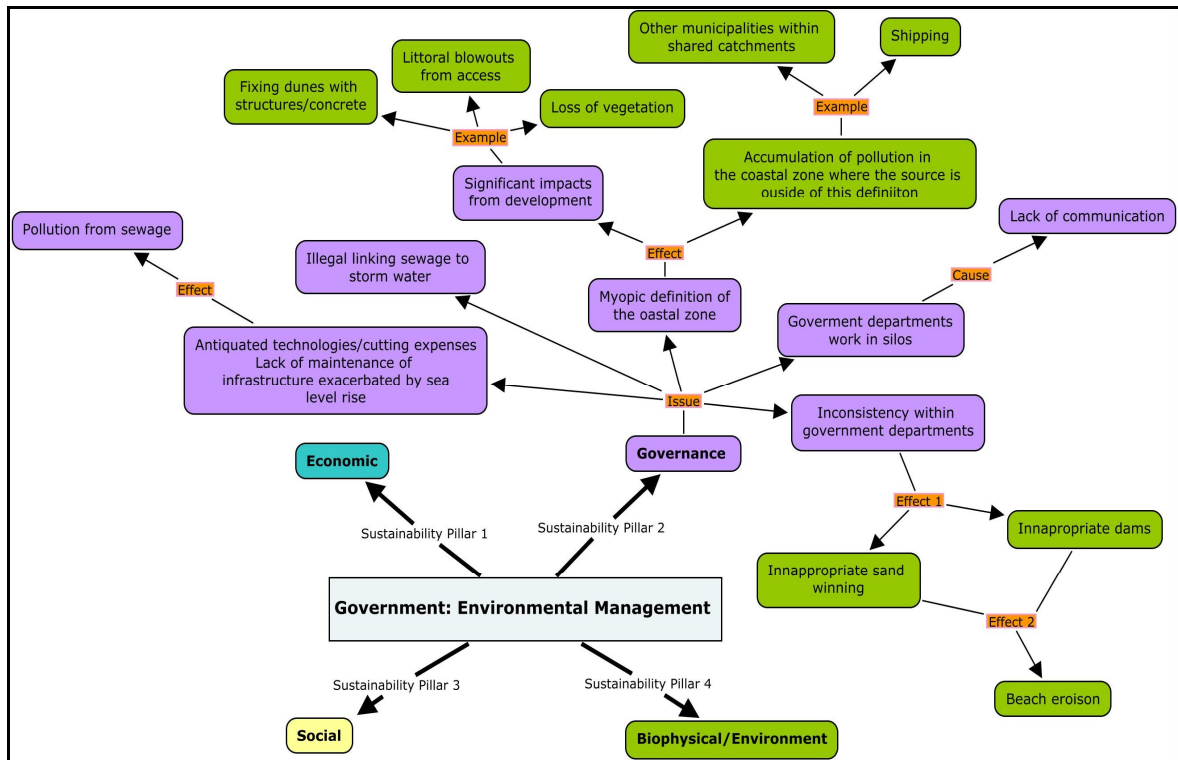 Other municipalities within
shared catchments
Shipping
Littoral blowouts
from access
Fixing dunes with
structures/concrete
Loss of vegetation
Example
Example
Accumulation of pollution in
the coastal zone where the source is
ouside of this definiiton
Significant impacts
from development
Pollution from sewage
Lack of communication
Illegal linking sewage to
storm water
Effect
Effect
Cause
Myopic definition of
the oastal zone
Goverment departments
work in silos
Antiquated technologies/cutting expenses
Lack of maintenance of
infrastructure exacerbated by sea
level rise
Issue
Inconsistency within
government departments
Economic
Governance
Effect 1
Sustainability Pillar 1
Sustainability Pillar 2
Innapropriate dams
Innappropriate sand
winning
Government: Environmental Management
Effect 2
Sustainability Pillar 3
Sustainability Pillar 4
Beach eroison
Social
Biophysical/Environment